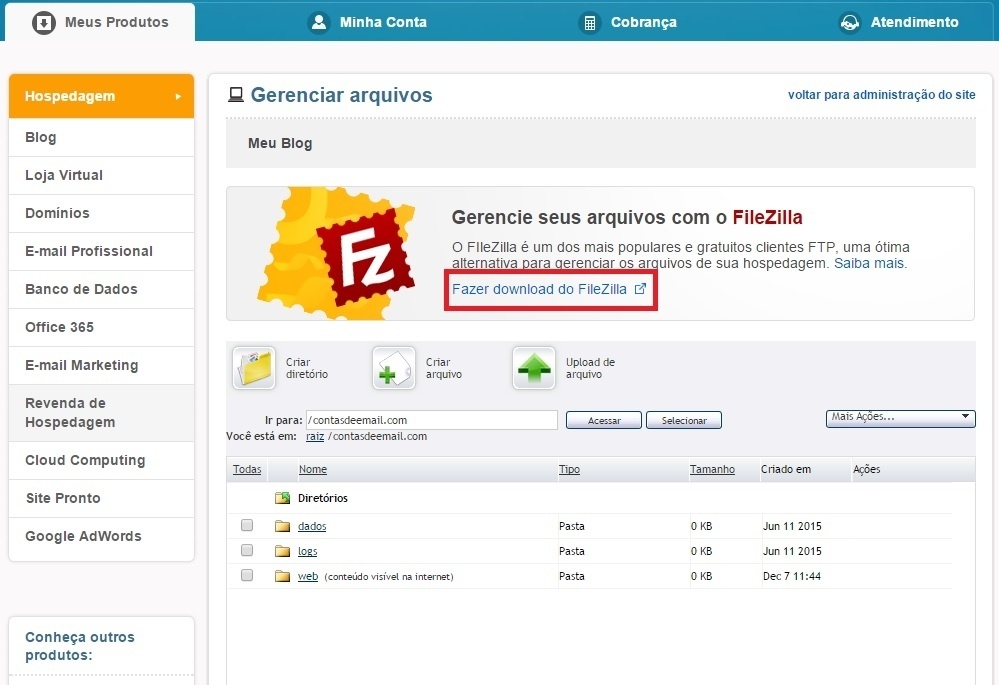 Meus Produtos
Minha Conta
Cobrança
Atendimento
Hospedagem
Blog
Loja Virtual
Domínios
E-mail Profissional
Banco de Dados
Office 365
E-mail Marketing
Revenda de
Hospedagem
Cloud Computing
Site Pronto
Google AdWords
Conheça outros
produtos:
Gerenciar arquivos
voltar para administração do site
Meu Blog
Fz
Gerencie seus arquivos com o FileZilla
O FIleZilla é um dos mais populares e gratuitos clientes FTP, uma ótima
alternativa para gerenciar os arquivos de sua hospedagem. Saiba mais.
Fazer download do FileZilla
Criar
diretório
Criar
arquivo
Upload de
arquivo
Ir para: /contasdeemail.com Acessar Selecionar Mais Ações...
Você está em: raiz /contasdeemail.com
Todas Nome Tipo Tamanho Criado em Ações
Diretórios
dados Pasta 0 KB Jun 11 2015
logs Pasta 0 KB Jun 11 2015
web (conteúdo visível na internet) Pasta 0 KB Dec 7 11:44